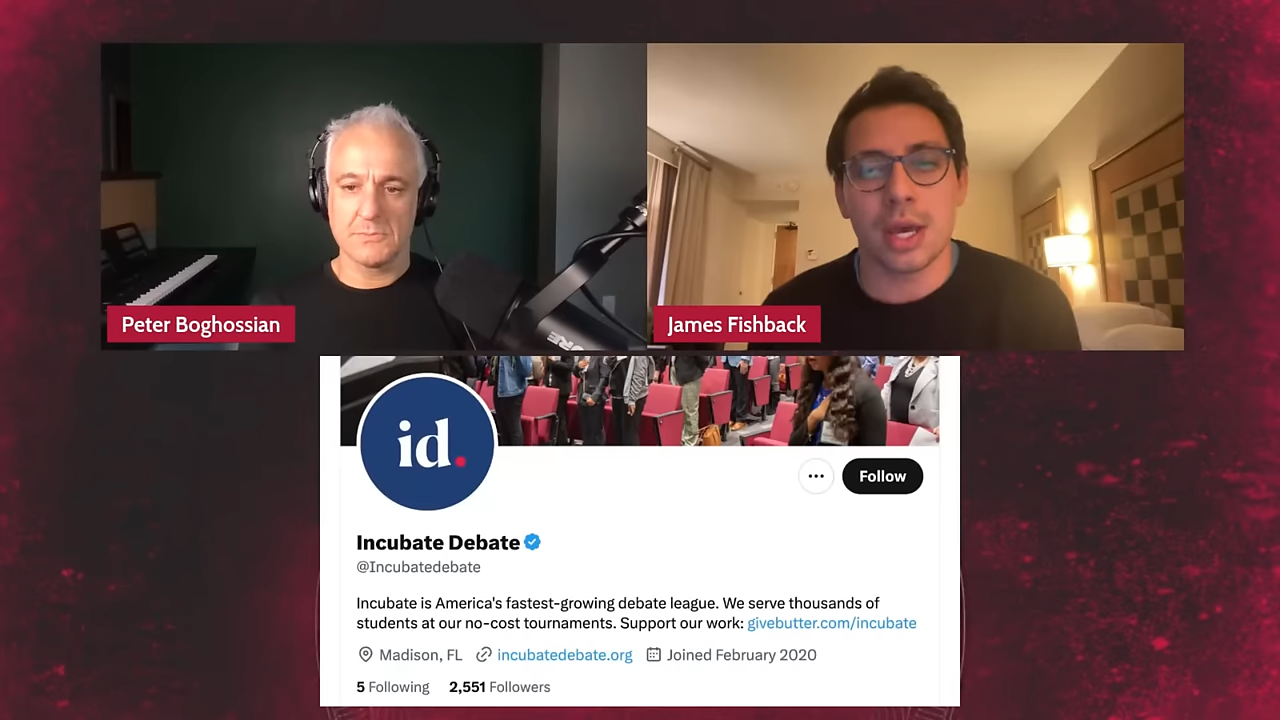 Peter Boghossian
James Fishback
id.
Follow
Incubate Debate
@Incubatedebate
Incubate is America's fastest-growing debate league. We serve thousands of
students at our no-cost tournaments. Support our work: givebutter.com/incubate
Madison, FL incubatedebate.org Joined February 2020
5 Following 2,551 Followers